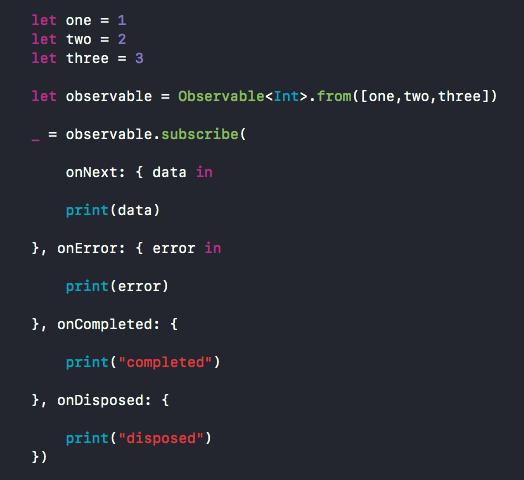 let one = 1
let two = 2
let three = 3
let observable = Observable<Int>.from([one,two,three])
_ = observable.subscribe(
onNext: { data in
print(data)
}, onError: { error in
print(error)
}, onCompleted: {
print("completed")
}, onDisposed: {
print("disposed")
})